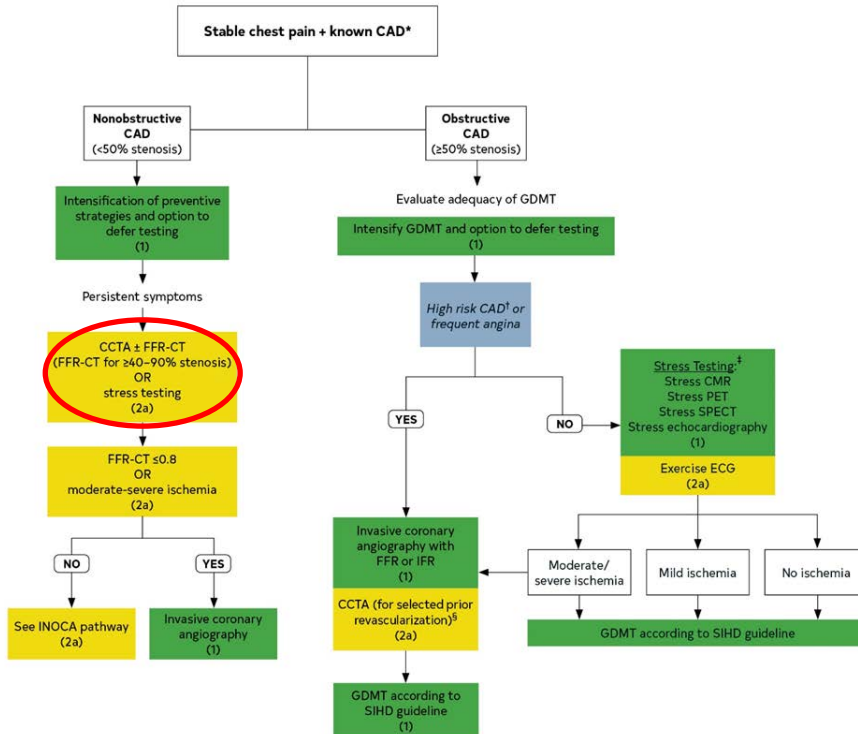 Stable chest pain + known CAD*
Nonobstructive
CAD
(<50% stenosis)
Obstructive
CAD
(≥50% stenosis)
Intensification of preventive
strategies and option to
defer testing
(1)
Evaluate adequacy of GDMT
Intensify GDMT and option to defer testing
(1)
Persistent symptoms
High risk CAD† or
frequent angina
CCTA ± FFR-CT
(FFR-CT for ≥40–90% stenosis)
OR
stress testing
(2a)
Stress Testing:‡
Stress CMR
Stress PET
Stress SPECT
Stress echocardiography
(1)
YES
NO
Exercise ECG
(2a)
FFR-CT ≤0.8
OR
moderate-severe ischemia
(2a)
Invasive coronary
angiography with
FFR or IFR
(1)
Moderate/
severe ischemia
Mild ischemia
No ischemia
NO
YES
CCTA (for selected prior
revascularization)§
(2a)
See INOCA pathway
(2a)
Invasive coronary
angiography
(1)
GDMT according to SIHD guideline
GDMT according to
SIHD guideline
(1)